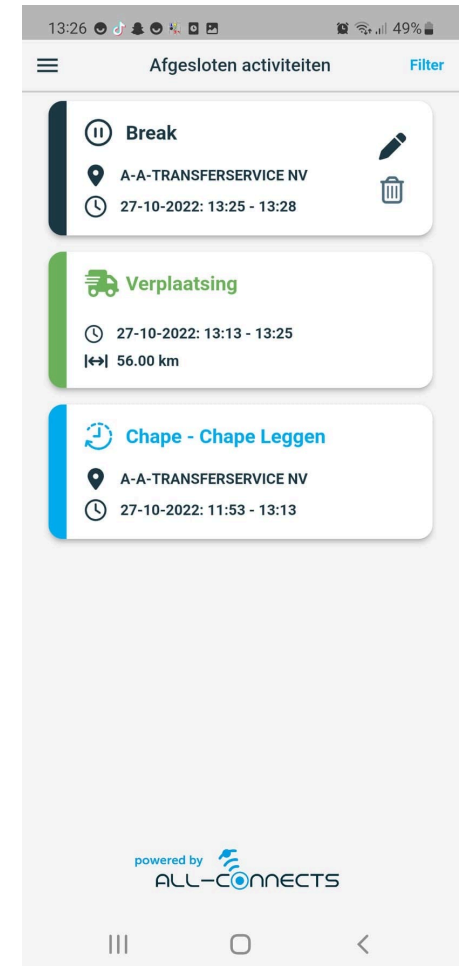 13:26 49%
Afgesloten activiteiten Filter
Break
A-A-TRANSFERSERVICE NV
27-10-2022: 13:25 - 13:28
Verplaatsing
27-10-2022: 13:13 - 13:25
56.00 km
Chape - Chape Leggen
A-A-TRANSFERSERVICE NV
27-10-2022: 11:53 - 13:13
powered by
ALL-CONNECTS